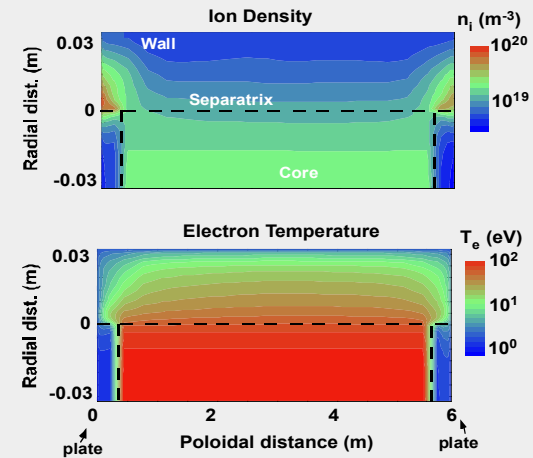 Ion Density
n_i (m^-3)
0.03
Wall
10^20
Radial dist. (m)
Separatrix
10^19
0
Core
-0.03
Electron Temperature
T_e (eV)
0.03
10^2
Radial dist. (m)
10^1
0
10^0
-0.03
0 2 4 6
plate Poloidal distance (m) plate